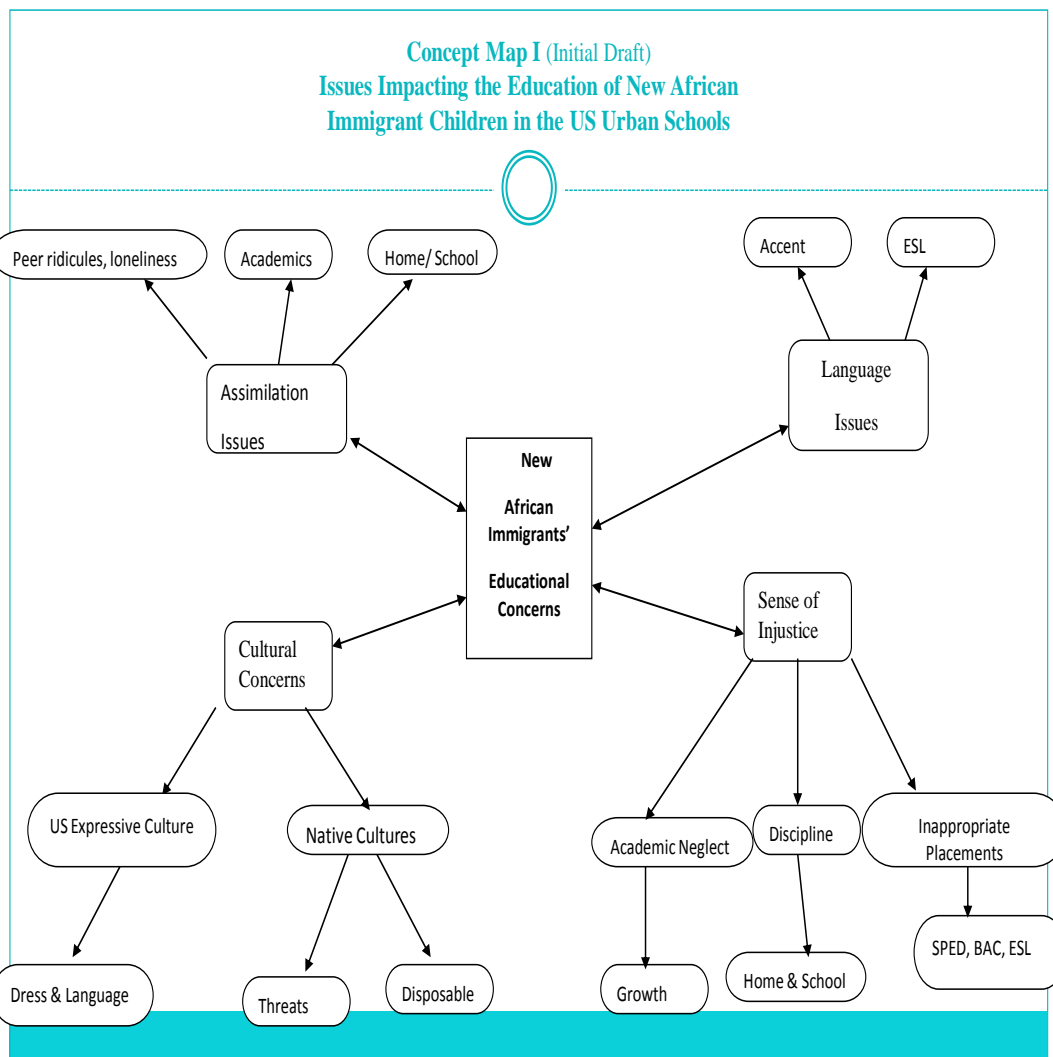 Concept Map I (Initial Draft)
Issues Impacting the Education of New African
Immigrant Children in the US Urban Schools
Peer ridicules, loneliness
Academics
Home/ School
Accent
ESL
Assimilation
Issues
Language
Issues
New
African
Immigrants’
Educational
Concerns
Cultural
Concerns
Sense of
Injustice
US Expressive Culture
Native Cultures
Academic Neglect
Discipline
Inappropriate
Placements
Dress & Language
Threats
Disposable
Growth
Home & School
SPED, BAC, ESL